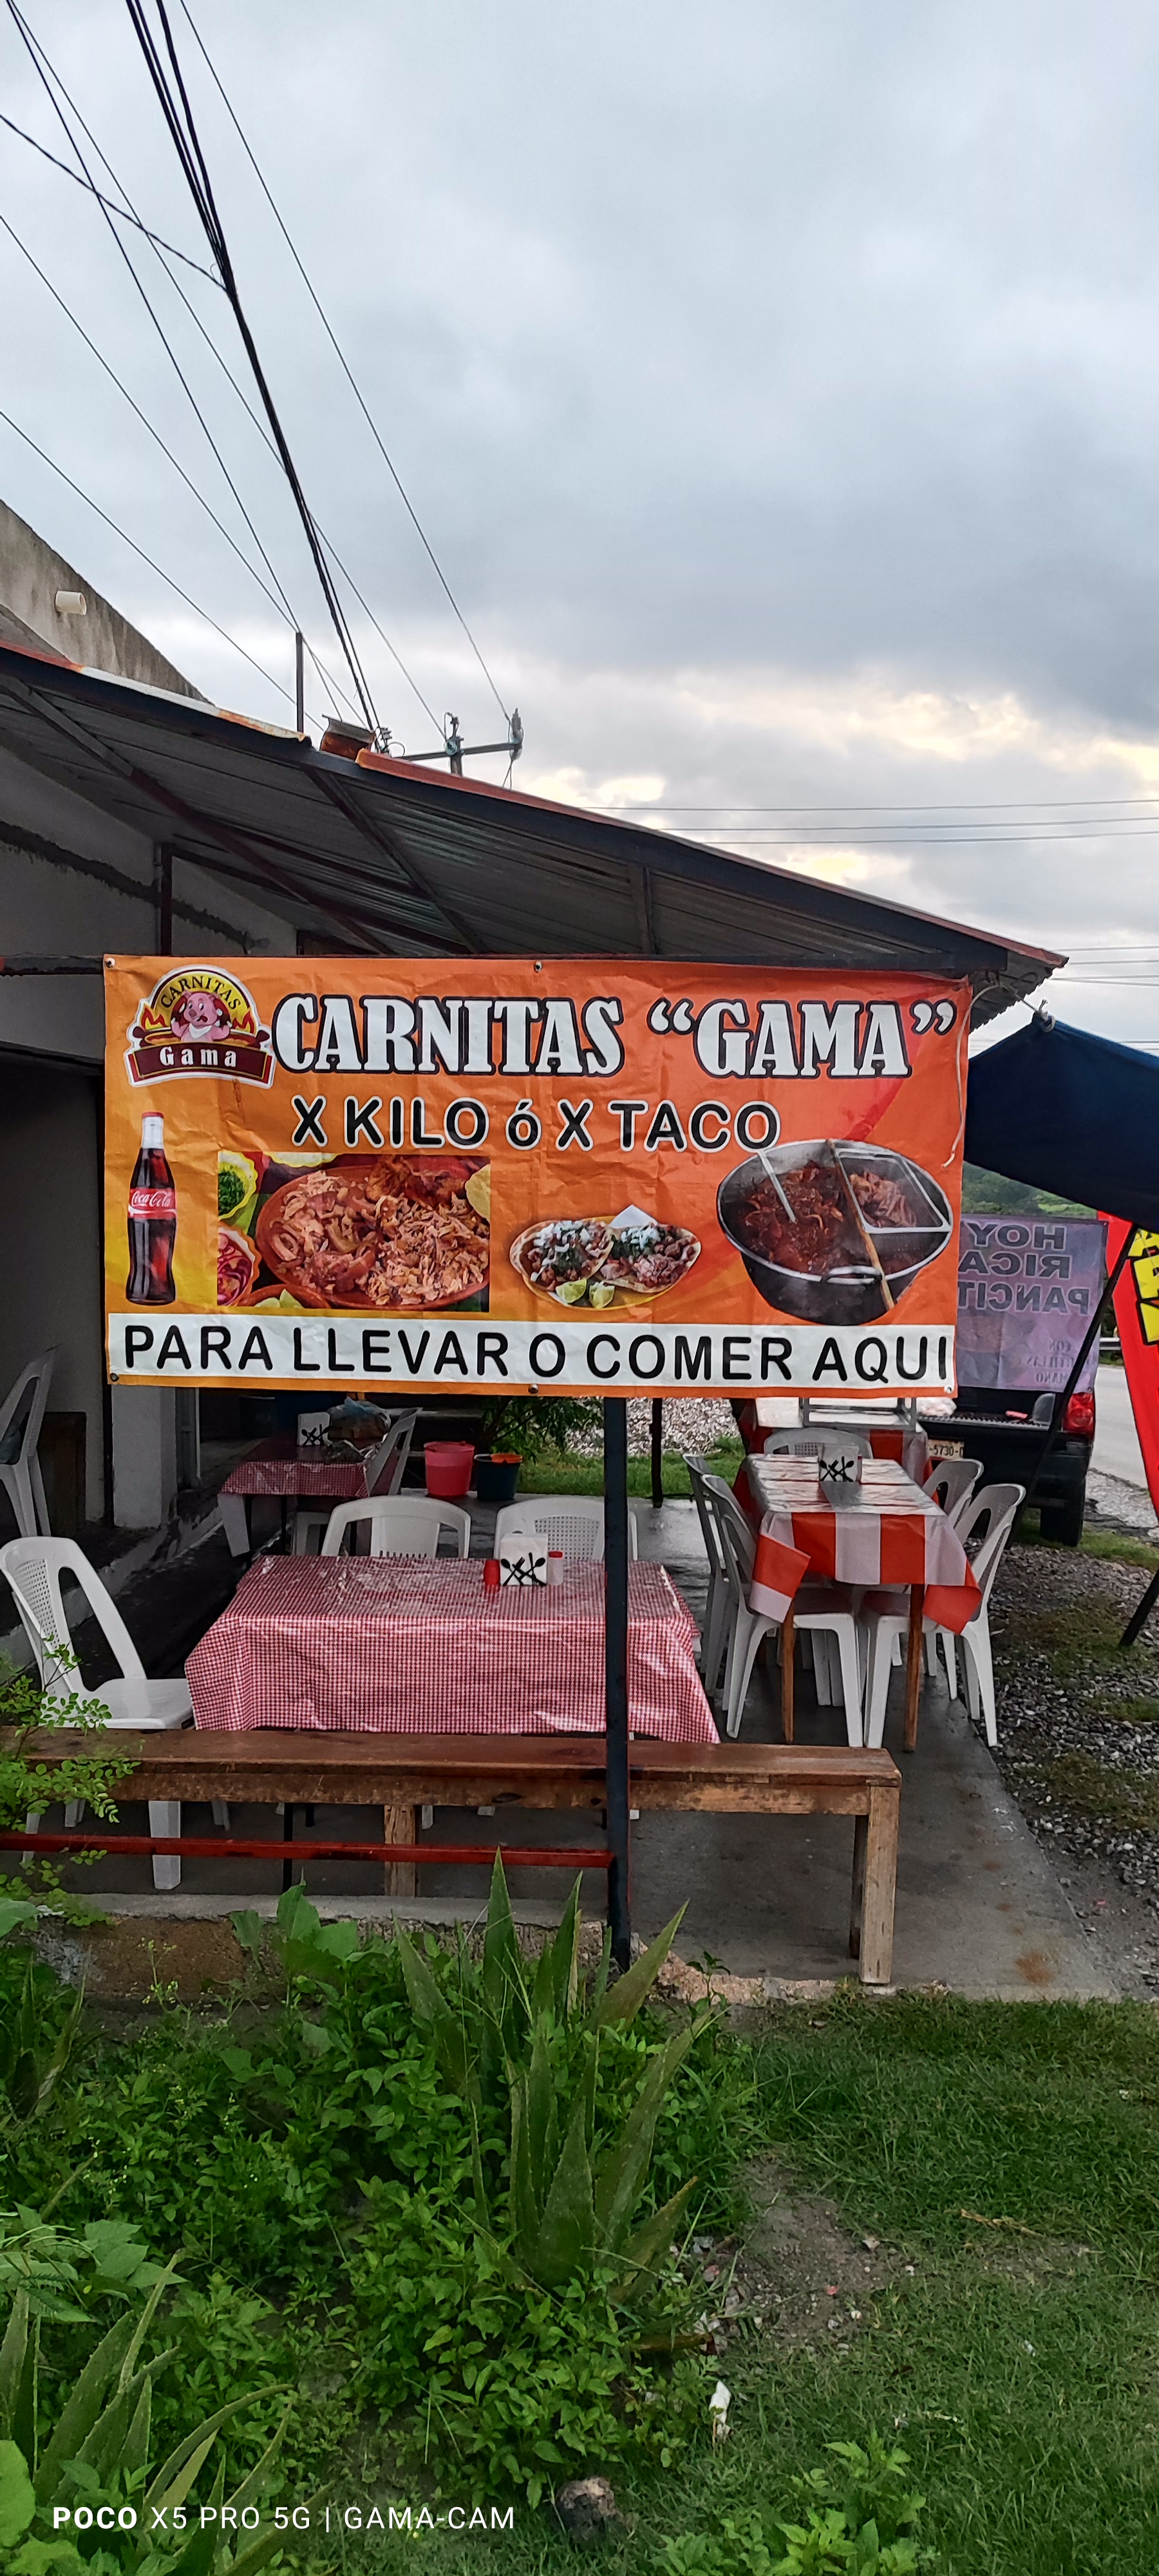 CARNITAS
Gama
CARNITAS “GAMA”
X KILO ó X TACO
Coca-Cola
PARA LLEVAR O COMER AQUI
HOY
RICA
PANCIT
5730
POCO X5 PRO 5G | GAMA-CAM